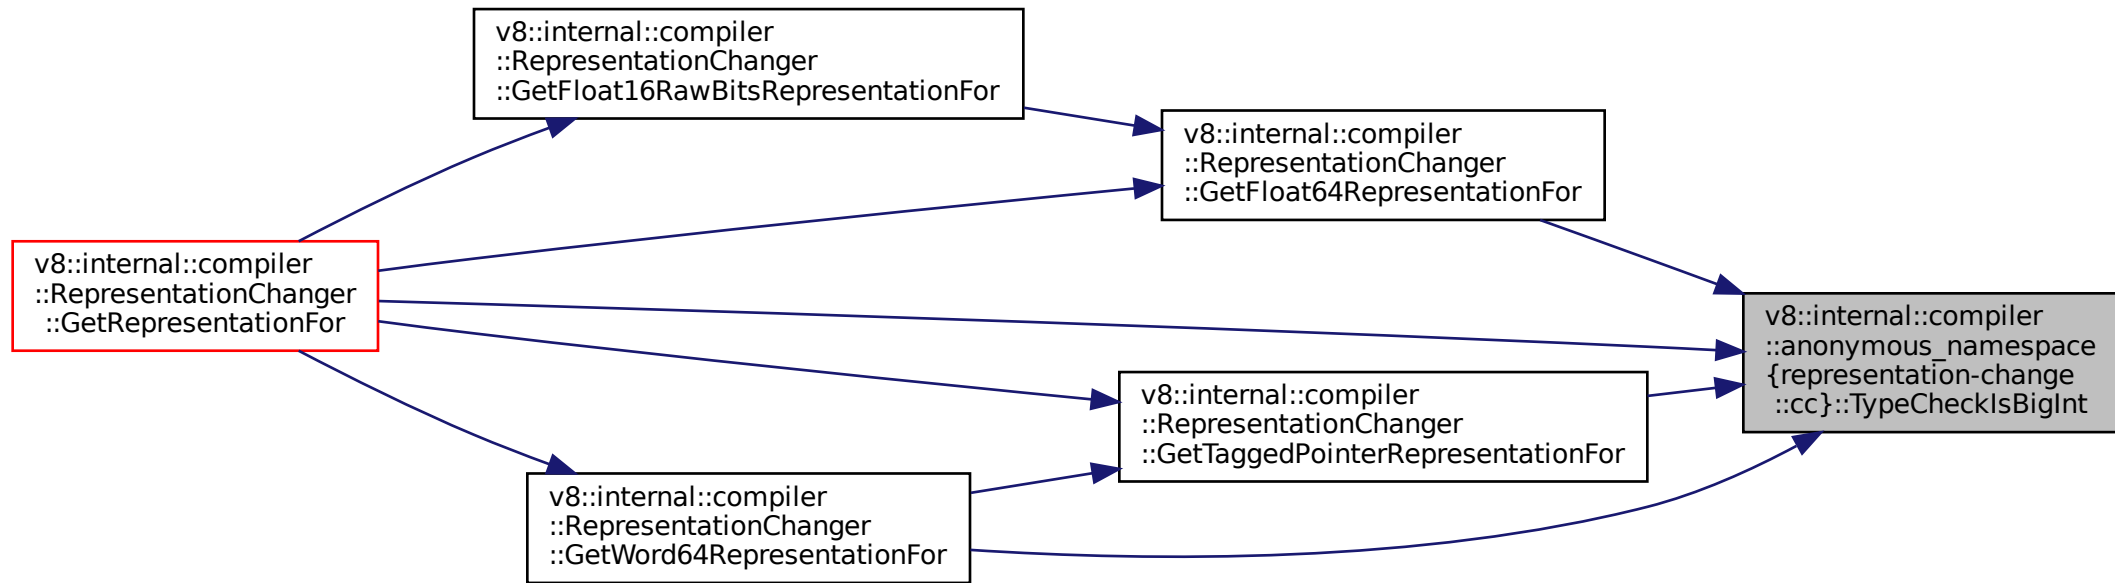 v8::internal::compiler
::RepresentationChanger
::GetFloat16RawBitsRepresentationFor
v8::internal::compiler
::RepresentationChanger
::GetFloat64RepresentationFor
v8::internal::compiler
::RepresentationChanger
::GetRepresentationFor
v8::internal::compiler
::anonymous_namespace
{representation-change
::cc}::TypeCheckIsBigInt
v8::internal::compiler
::RepresentationChanger
::GetTaggedPointerRepresentationFor
v8::internal::compiler
::RepresentationChanger
::GetWord64RepresentationFor